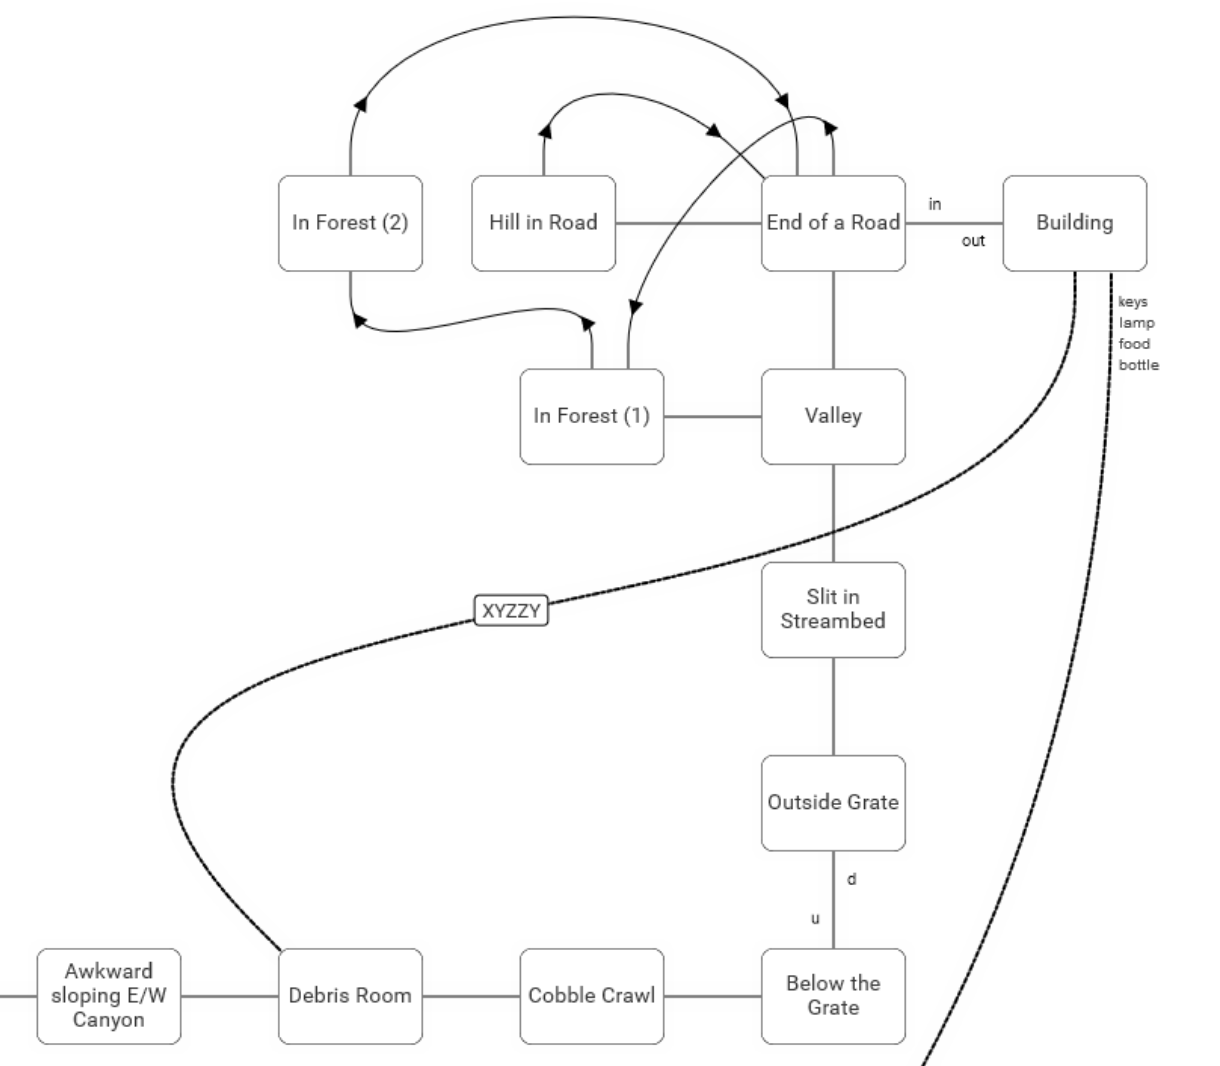 In Forest (2)
Hill in Road
End of a Road
in
out
Building
keys
lamp
food
bottle
In Forest (1)
Valley
XYZZY
Slit in
Streambed
Outside Grate
d
u
Awkward
sloping E/W
Canyon
Debris Room
Cobble Crawl
Below the
Grate